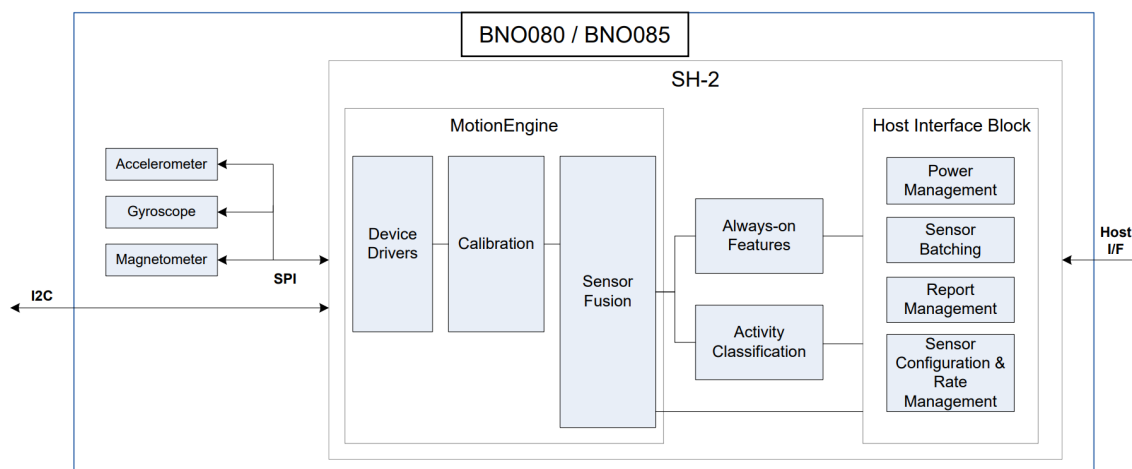 BNO080 / BNO085
SH-2
MotionEngine
Host Interface Block
Accelerometer
Gyroscope
Magnetometer
SPI
I2C
Device
Drivers
Calibration
Sensor
Fusion
Always-on
Features
Activity
Classification
Power
Management
Sensor
Batching
Report
Management
Sensor
Configuration &
Rate
Management
Host
I/F